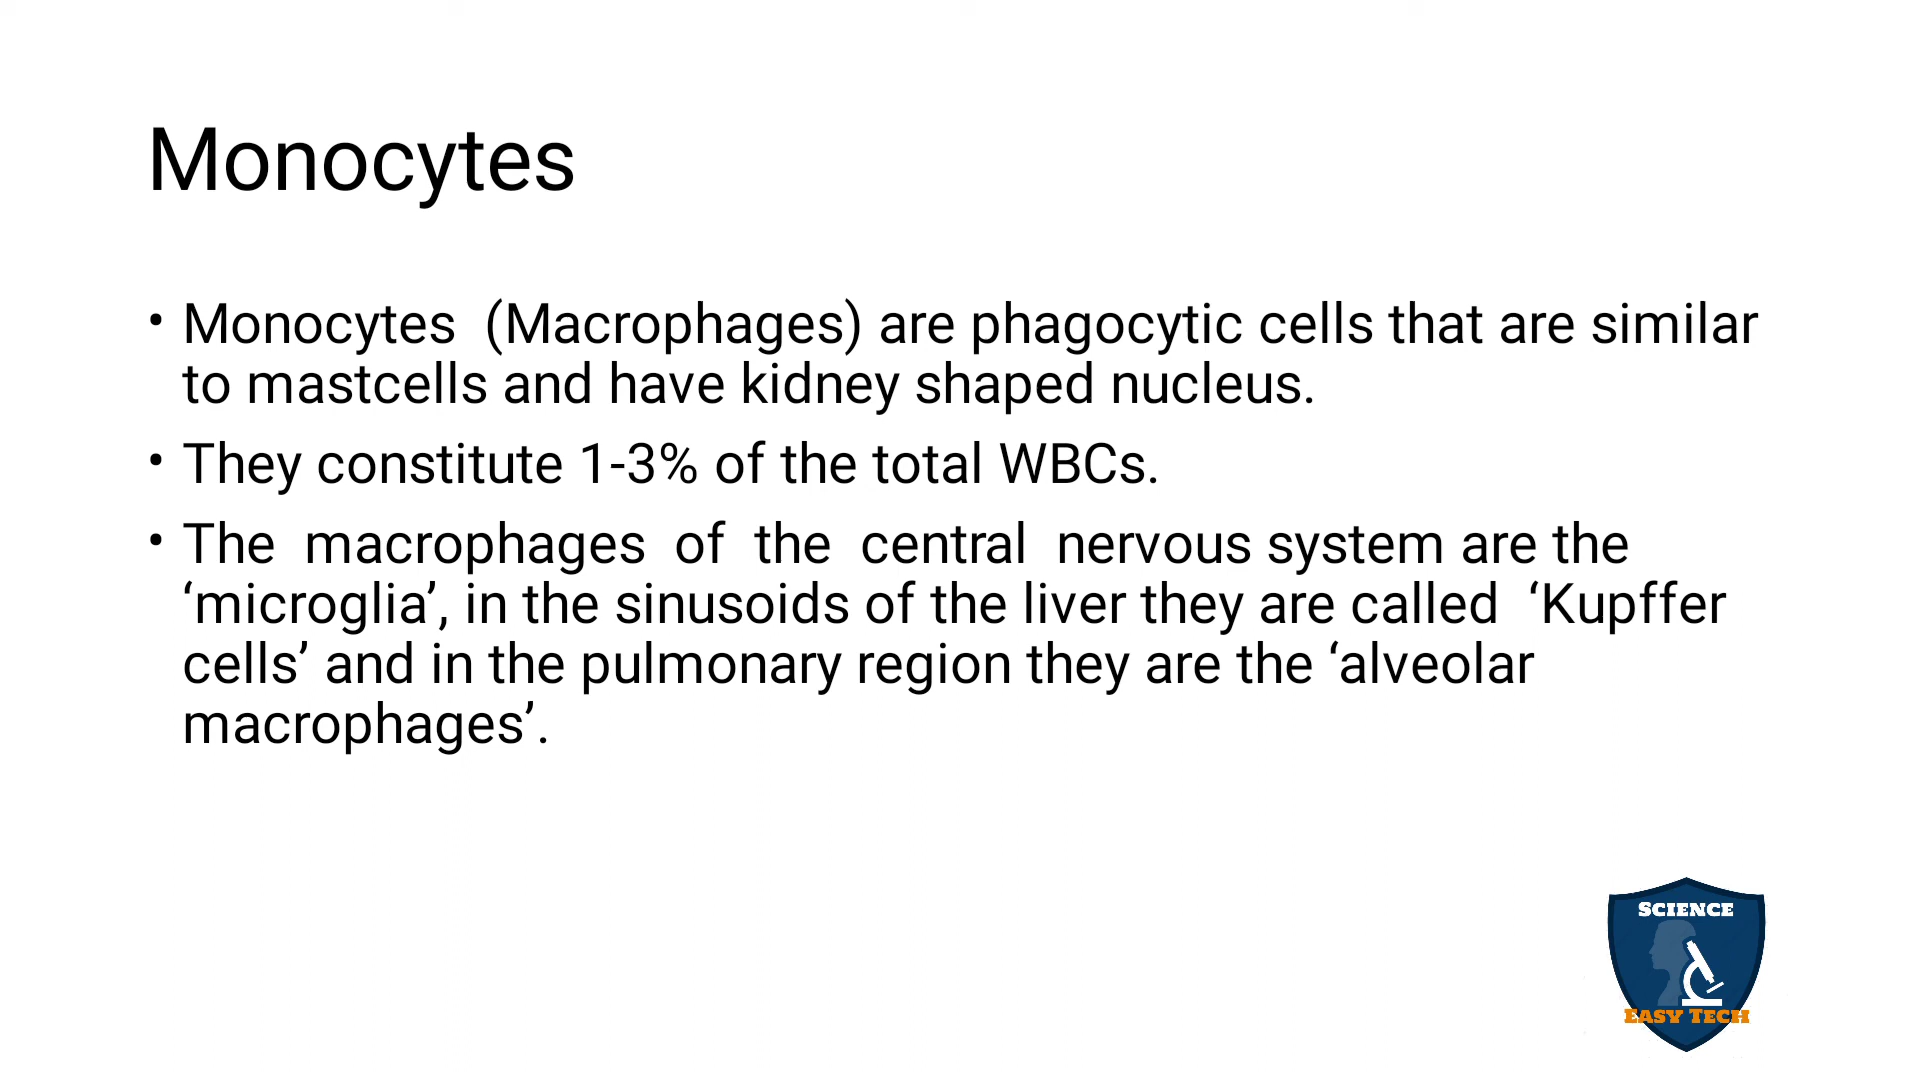 Monocytes
• Monocytes  (Macrophages) are phagocytic cells that are similar
to mastcells and have kidney shaped nucleus.
• They constitute 1-3% of the total WBCs.
• The  macrophages  of  the  central  nervous system are the
‘microglia’, in the sinusoids of the liver they are called  ‘Kupffer
cells’ and in the pulmonary region they are the ‘alveolar
macrophages’.
SCIENCE
EASY TECH